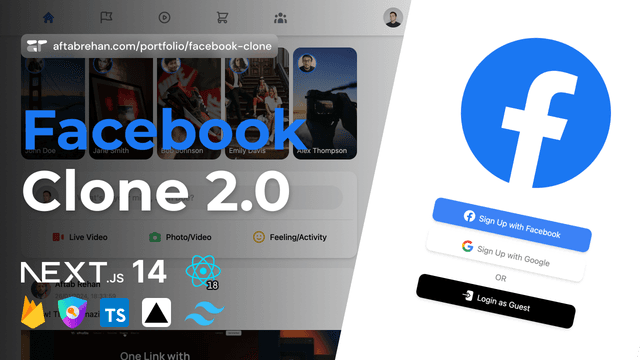 aftabrehan.com/portfolio/facebook-clone
John Doe
Jane Smith
Bob Johnson
Emily Davis
Alex Thompson
Facebook
Clone 2.0
Live Video
Photo/Video
Feeling/Activity
NEXT.JS 14
18
Aftab Rehan
TS
One Link with
f
Sign Up with Facebook
Sign Up with Google
OR
Login as Guest